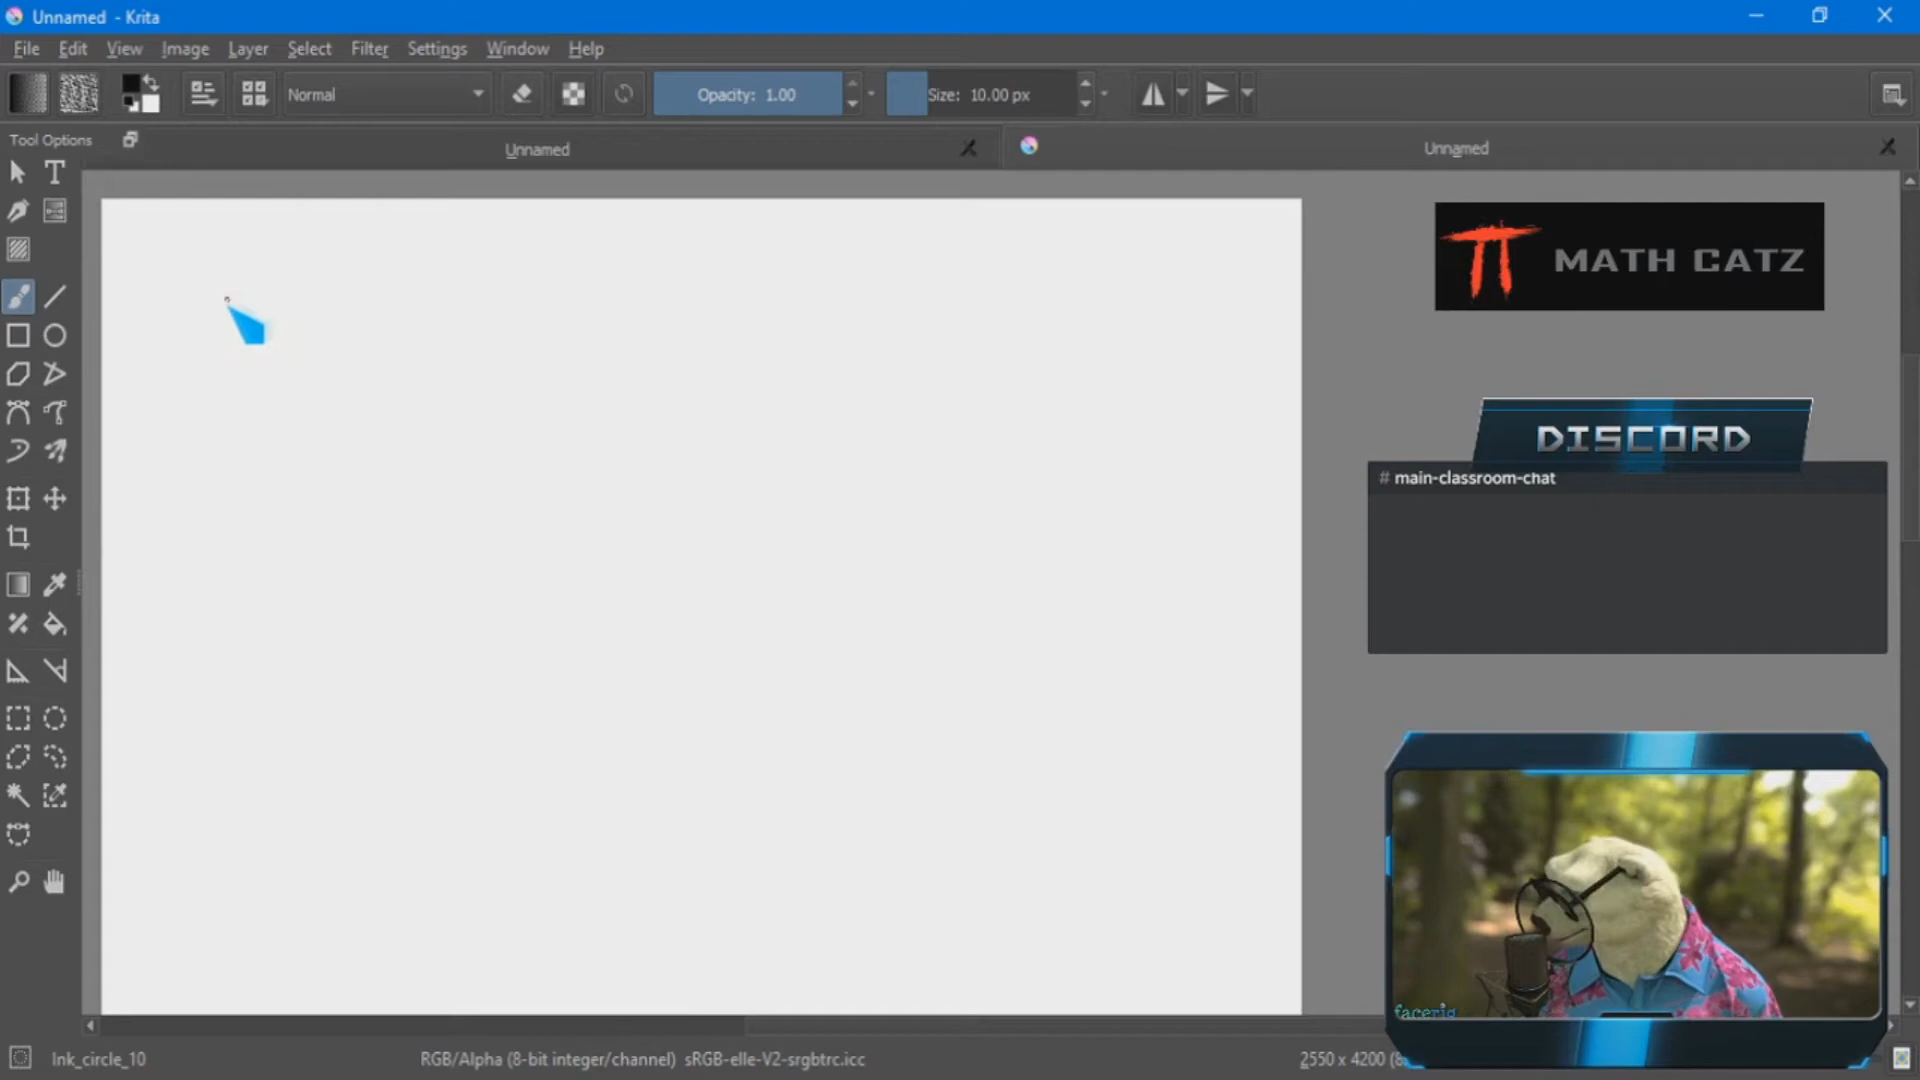 Unnamed - Krita
File Edit View Image Layer Select Filter Settings Window Help
Normal Opacity: 1.00 Size: 10.00 px
Tool Options
Unnamed Unnamed
T
π MATH CATZ
DISCORD
# main-classroom-chat
facerig
Ink_circle_10 RGB/Alpha (8-bit integer/channel) sRGB-elle-V2-srgbtrc.icc 2550 x 4200